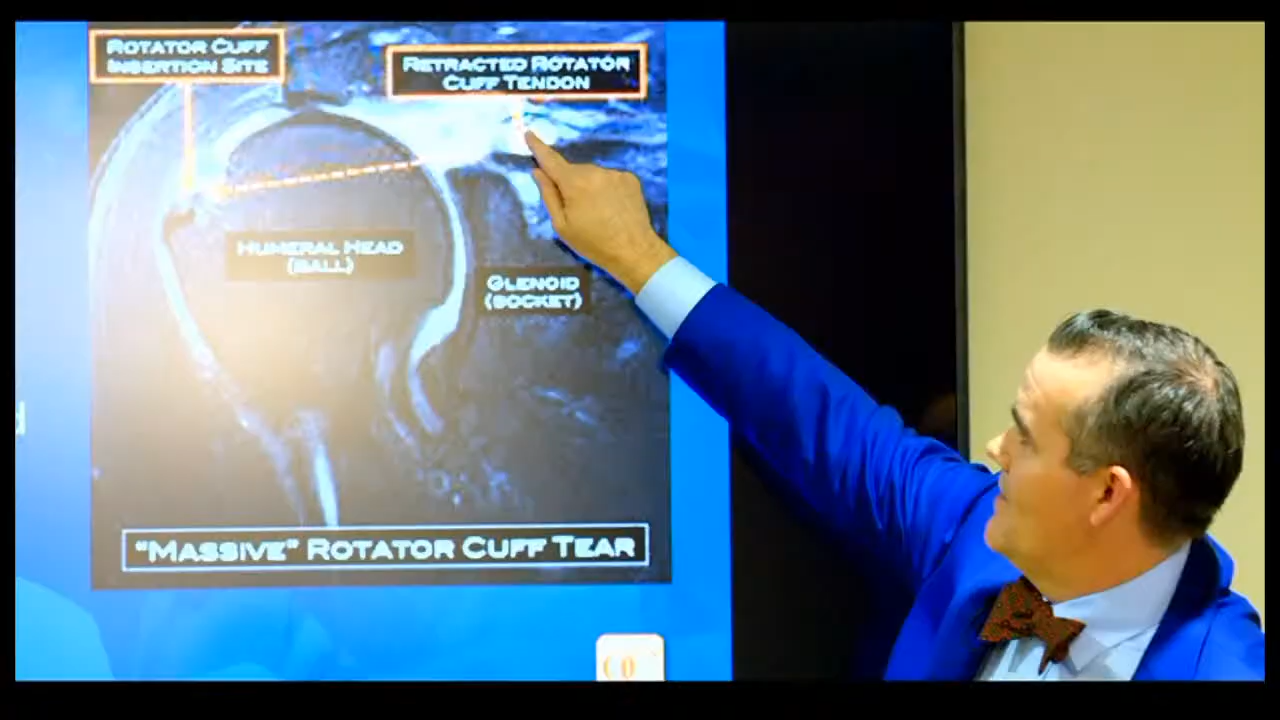 ROTATOR CUFF
INSERTION SITE
RETRACTED ROTATOR
CUFF TENDON
HUMERAL HEAD
(BALL)
GLENOID
(SOCKET)
"MASSIVE" ROTATOR CUFF TEAR